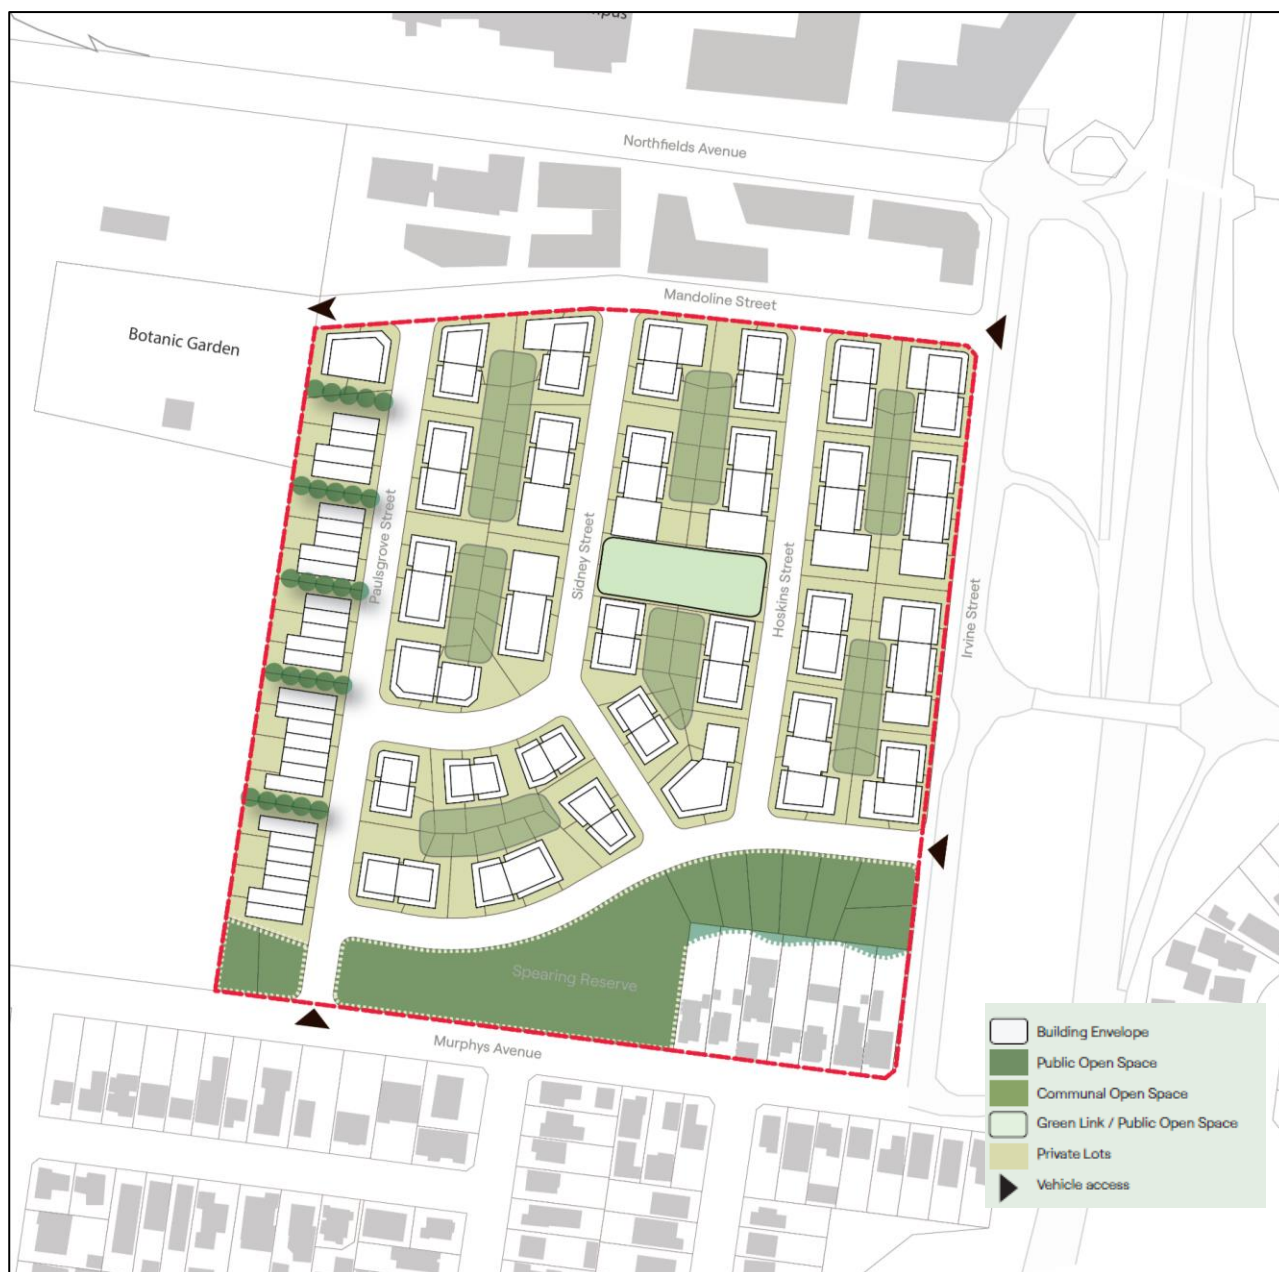 Northfields Avenue
Mandoline Street
Botanic Garden
Paulsgrove Street
Sidney Street
Hoskins Street
Irvine Street
Spearing Reserve
Murphys Avenue
Building Envelope
Public Open Space
Communal Open Space
Green Link / Public Open Space
Private Lots
Vehicle access